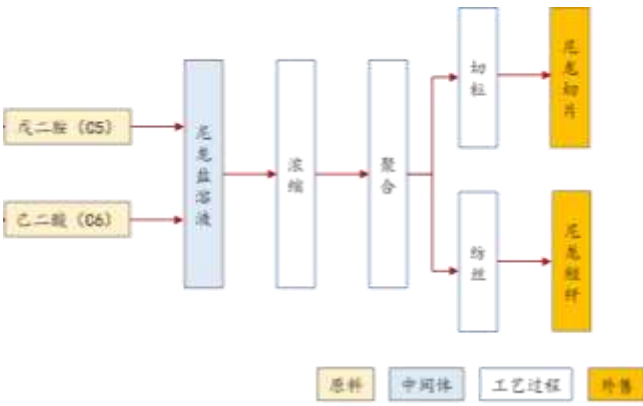 戊二胺（C5）
己二酸（C6）
尼龙盐溶液
浓缩
聚合
切粒
尼龙切片
纺丝
尼龙短纤
原料
中间体
工艺过程
外售